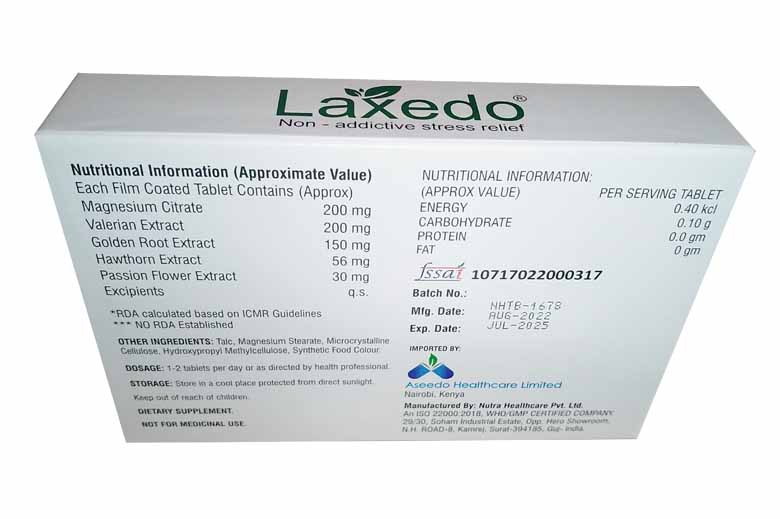 Laxedo®
Non - addictive stress relief
Nutritional Information (Approximate Value)
Each Film Coated Tablet Contains (Approx)
Magnesium Citrate 200 mg
Valerian Extract 200 mg
Golden Root Extract 150 mg
Hawthorn Extract 56 mg
Passion Flower Extract 30 mg
Excipients q.s.
*RDA calculated based on ICMR Guidelines
*** NO RDA Established
OTHER INGREDIENTS: Talc, Magnesium Stearate, Microcrystalline
Cellulose, Hydroxypropyl Methylcellulose, Synthetic Food Colour.
DOSAGE: 1-2 tablets per day or as directed by health professional.
STORAGE: Store in a cool place protected from direct sunlight.
Keep out of reach of children.
DIETARY SUPPLEMENT.
NOT FOR MEDICINAL USE.
NUTRITIONAL INFORMATION:
(APPROX VALUE) PER SERVING TABLET
ENERGY 0.40 kcl
CARBOHYDRATE 0.10 g
PROTEIN 0.0 gm
FAT 0 gm
fssai 10717022000317
Batch No.: NHTB-1678
Mfg. Date: AUG-2022
Exp. Date: JUL-2025
IMPORTED BY:
Aseedo Healthcare Limited
Nairobi, Kenya
Manufactured By: Nutra Healthcare Pvt. Ltd.
An ISO 22000:2018, WHO/GMP CERTIFIED COMPANY
29/30, Soham Industrial Estate, Opp. Hero Showroom,
N.H. ROAD-8, Kamrej, Surat-394185, Guj- India.